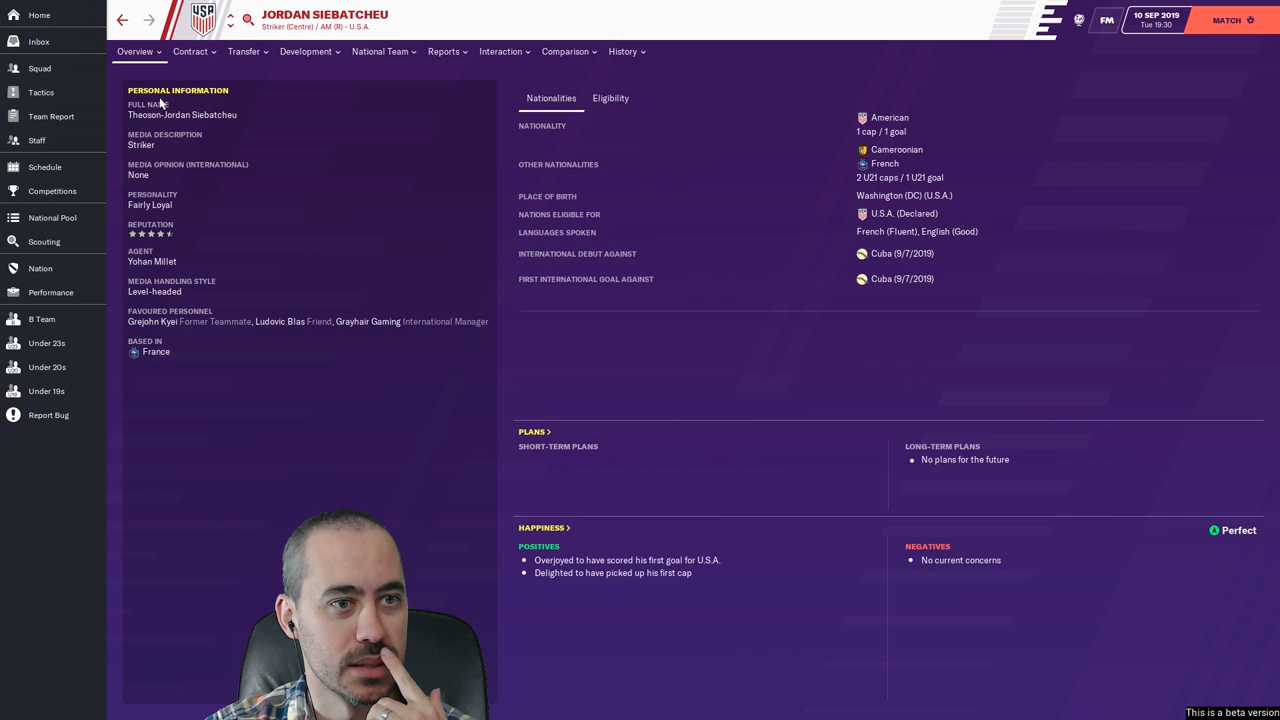 Home
Squad
Tactics
Team Report
Staff
Schedule
Competitions
National Pool
Scouting
Nation
Performance
B Team
Under 23s
Under 20s
Under 19s
Report Bug
USA
JORDAN SIEBATCHEU
Striker (Centre) / AM (R) - U.S.A.
FM
10 SEP 2019
Tue 19:30
MATCH
Overview
Contract
Transfer
Development
National Team
Reports
Interaction
Comparison
History
PERSONAL INFORMATION
FULL NAME
Theoson-Jordan Siebatcheu
MEDIA DESCRIPTION
Striker
MEDIA OPINION (INTERNATIONAL)
None
PERSONALITY
Fairly Loyal
REPUTATION
AGENT
Yohan Millet
MEDIA HANDLING STYLE
Level-headed
FAVOURED PERSONNEL
Grejohn Kyei Former Teammate, Ludovic Blas Friend, Grayhair Gaming International Manager
BASED IN
France
Nationalities Eligibility
NATIONALITY
American
1 cap / 1 goal
OTHER NATIONALITIES
Cameroonian
French
2 U21 caps / 1 U21 goal
PLACE OF BIRTH
Washington (DC) (U.S.A.)
NATIONS ELIGIBLE FOR
U.S.A. (Declared)
LANGUAGES SPOKEN
French (Fluent), English (Good)
INTERNATIONAL DEBUT AGAINST
Cuba (9/7/2019)
FIRST INTERNATIONAL GOAL AGAINST
Cuba (9/7/2019)
PLANS >
SHORT-TERM PLANS
LONG-TERM PLANS
No plans for the future
HAPPINESS >
Perfect
POSITIVES
Overjoyed to have scored his first goal for U.S.A.
Delighted to have picked up his first cap
NEGATIVES
No current concerns
This is a beta version